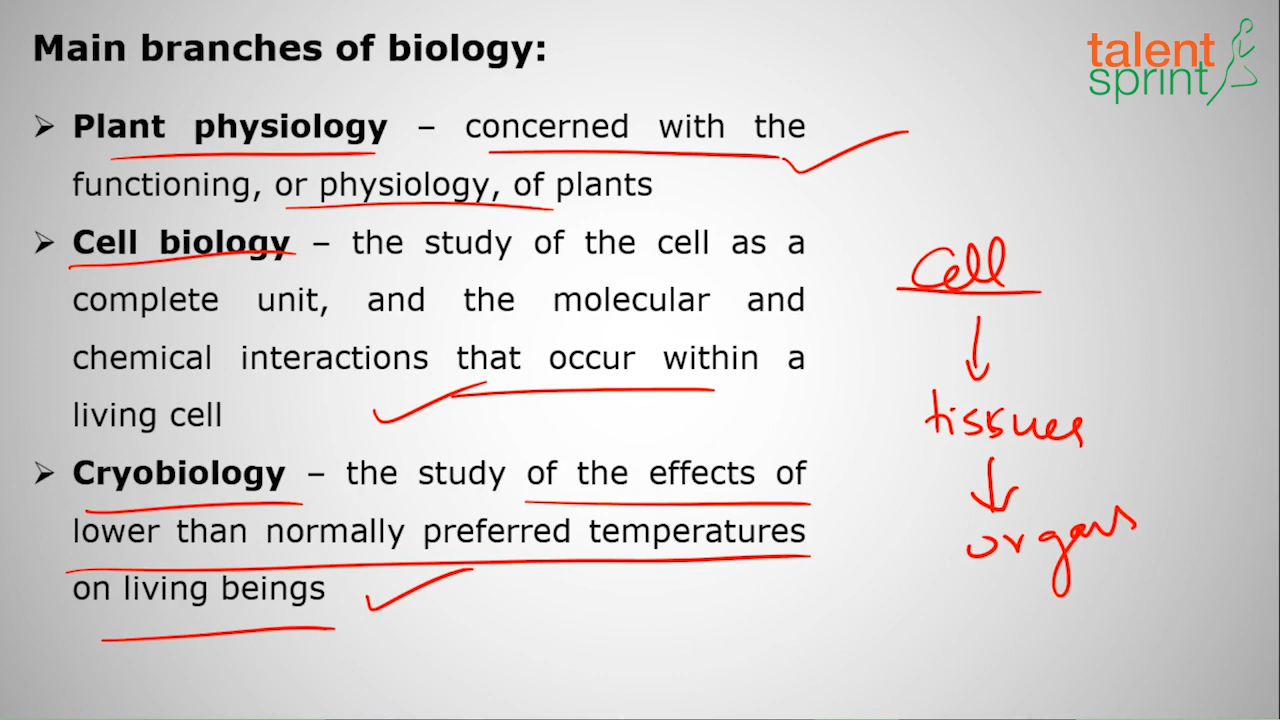 Main branches of biology:
talent
sprint
➢ Plant physiology – concerned with the
functioning, or physiology, of plants
➢ Cell biology – the study of the cell as a
complete unit, and the molecular and
chemical interactions that occur within a
living cell
➢ Cryobiology – the study of the effects of
lower than normally preferred temperatures
on living beings
Cell
tissues
organs